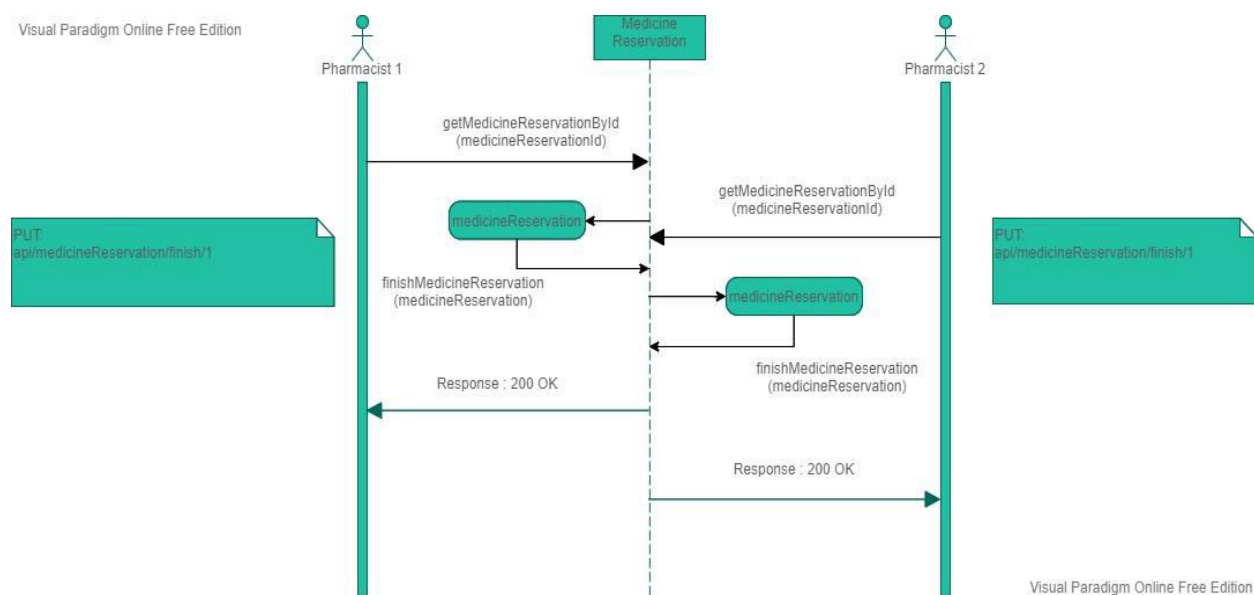 Visual Paradigm Online Free Edition
Medicine
Reservation
Pharmacist 1
Pharmacist 2
getMedicineReservationById
(medicineReservationId)
getMedicineReservationById
(medicineReservationId)
medicineReservation
PUT:
api/medicineReservation/finish/1
PUT:
api/medicineReservation/finish/1
finishMedicineReservation
(medicineReservation)
medicineReservation
finishMedicineReservation
(medicineReservation)
Response : 200 OK
Response : 200 OK
Visual Paradigm Online Free Edition